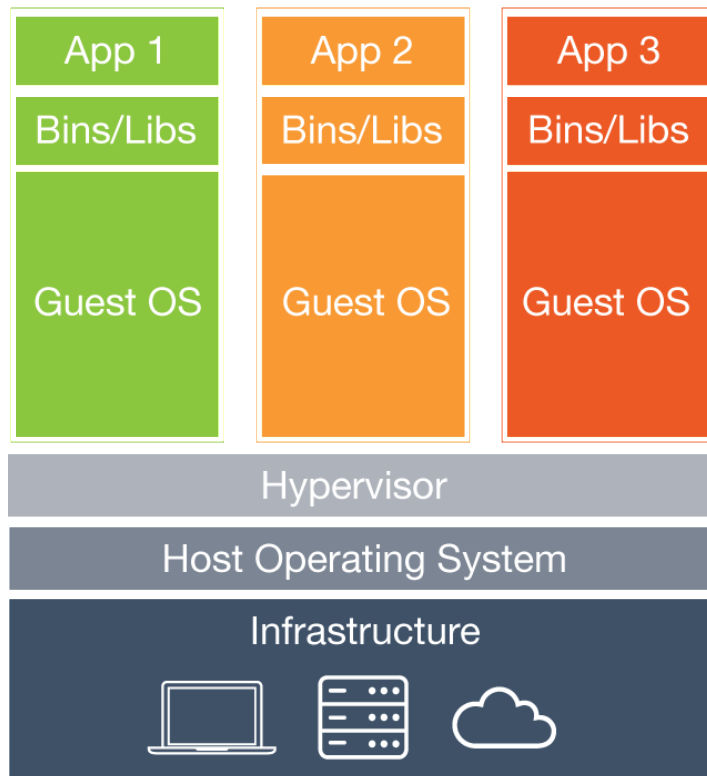 App 1
App 2
App 3
Bins/Libs
Bins/Libs
Bins/Libs
Guest OS
Guest OS
Guest OS
Hypervisor
Host Operating System
Infrastructure